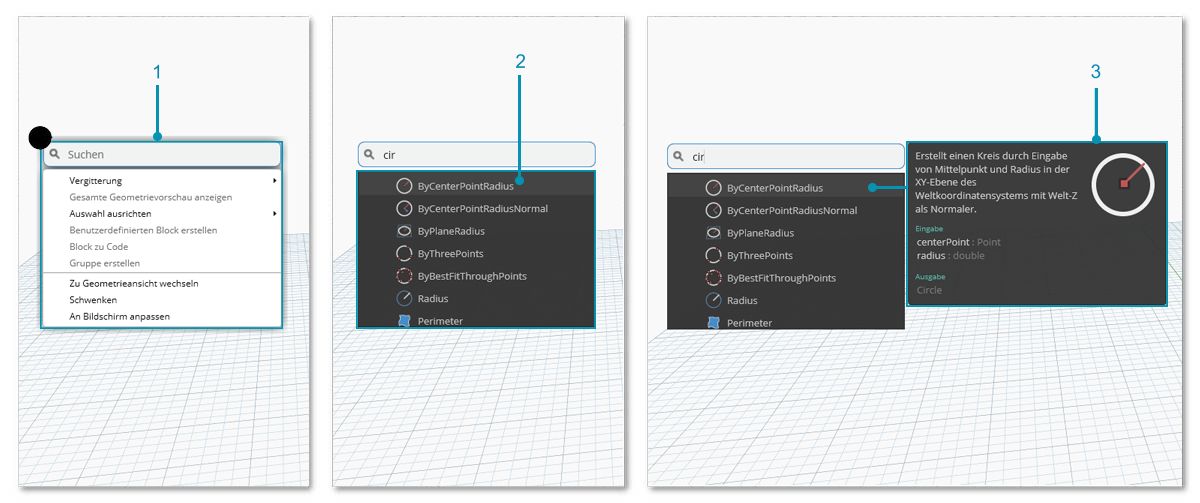 1
Suchen
Vergitterung
Gesamte Geometrievorschau anzeigen
Auswahl ausrichten
Benutzerdefinierten Block erstellen
Block zu Code
Gruppe erstellen
Zu Geometrieansicht wechseln
Schwenken
An Bildschirm anpassen
2
cir
ByCenterPointRadius
ByCenterPointRadiusNormal
ByPlaneRadius
ByThreePoints
ByBestFitThroughPoints
Radius
Perimeter
3
cir
ByCenterPointRadius
ByCenterPointRadiusNormal
ByPlaneRadius
ByThreePoints
ByBestFitThroughPoints
Radius
Perimeter
Erstellt einen Kreis durch Eingabe
von Mittelpunkt und Radius in der
XY-Ebene des
Weltkoordinatensystems mit Welt-Z
als Normaler.
Eingabe
centerPoint : Point
radius : double
Ausgabe
Circle